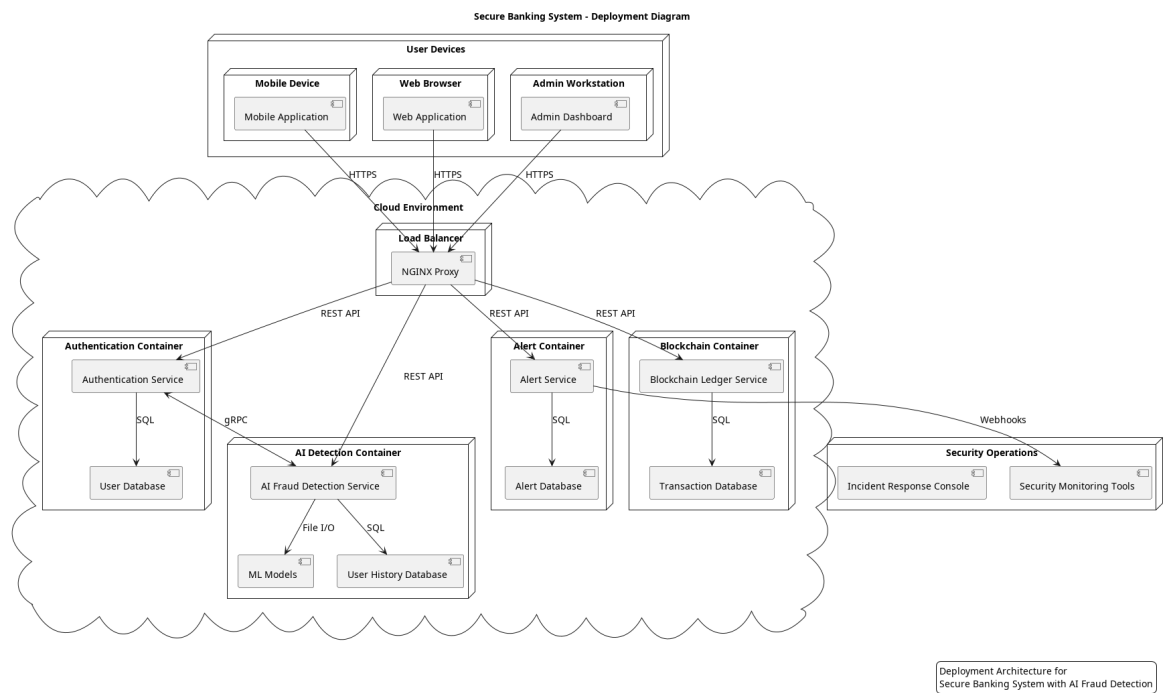 Secure Banking System - Deployment Diagram
User Devices
Mobile Device
Web Browser
Admin Workstation
Mobile Application
Web Application
Admin Dashboard
HTTPS
HTTPS
HTTPS
Cloud Environment
Load Balancer
NGINX Proxy
REST API
REST API
REST API
Authentication Container
Alert Container
Blockchain Container
Authentication Service
REST API
Alert Service
Blockchain Ledger Service
SQL
gRPC
SQL
SQL
Webhooks
AI Detection Container
Security Operations
User Database
AI Fraud Detection Service
Alert Database
Transaction Database
Incident Response Console
Security Monitoring Tools
File I/O
SQL
ML Models
User History Database
Deployment Architecture for
Secure Banking System with AI Fraud Detection